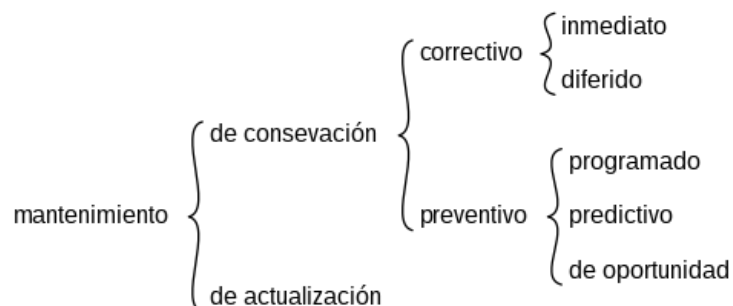 mantenimiento
de consevación
correctivo
inmediato
diferido
preventivo
programado
predictivo
de oportunidad
de actualización